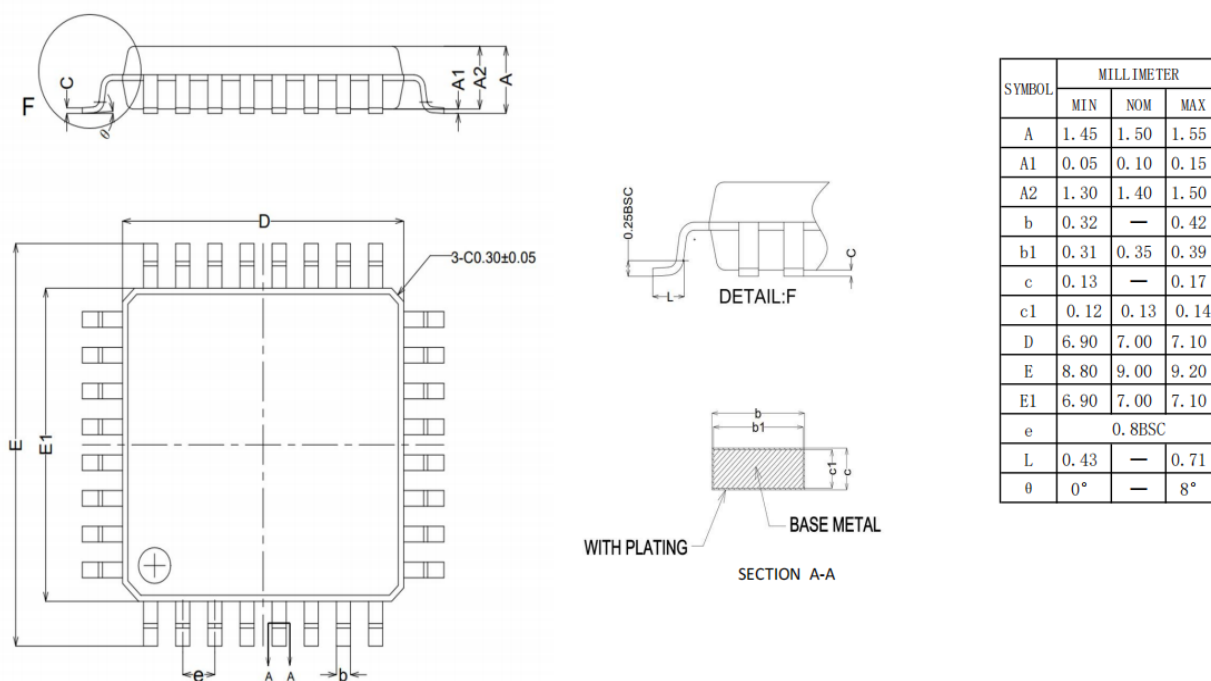 C
F
θ
A1
A2
A
D
3-C0.30±0.05
E
E1
e
A A
b
0.25BSC
L
C
DETAIL:F
b
b1
c1
c
BASE METAL
WITH PLATING
SECTION A-A
SYMBOL MILLIMETER
MIN NOM MAX
A 1.45 1.50 1.55
A1 0.05 0.10 0.15
A2 1.30 1.40 1.50
b 0.32 — 0.42
b1 0.31 0.35 0.39
c 0.13 — 0.17
c1 0.12 0.13 0.14
D 6.90 7.00 7.10
E 8.80 9.00 9.20
E1 6.90 7.00 7.10
e 0.8BSC
L 0.43 — 0.71
θ 0° — 8°